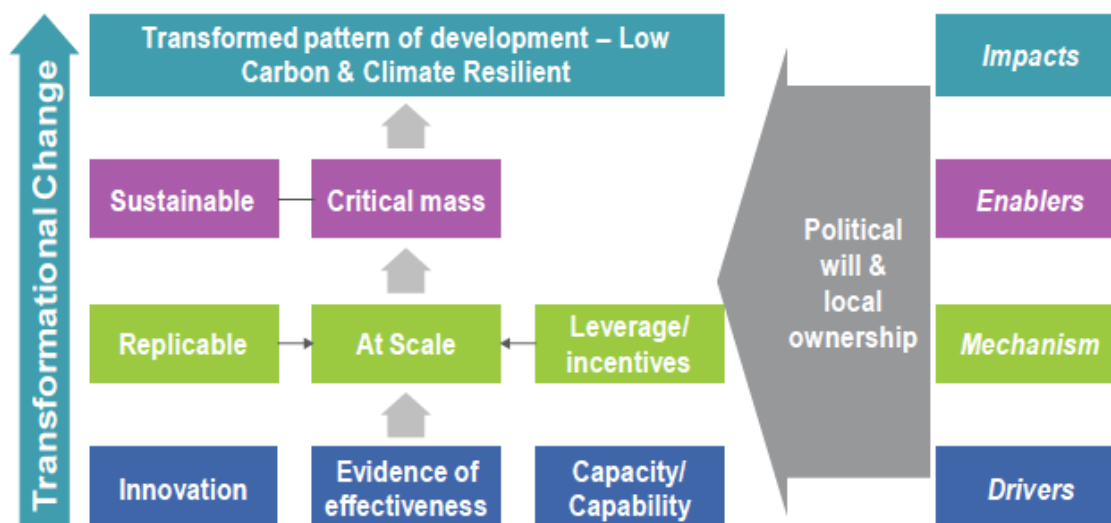 Transformational Change
Transformed pattern of development – Low
Carbon & Climate Resilient
Impacts
Sustainable
Critical mass
Enablers
Political
will &
local
ownership
Replicable
At Scale
Leverage/
incentives
Mechanism
Innovation
Evidence of
effectiveness
Capacity/
Capability
Drivers